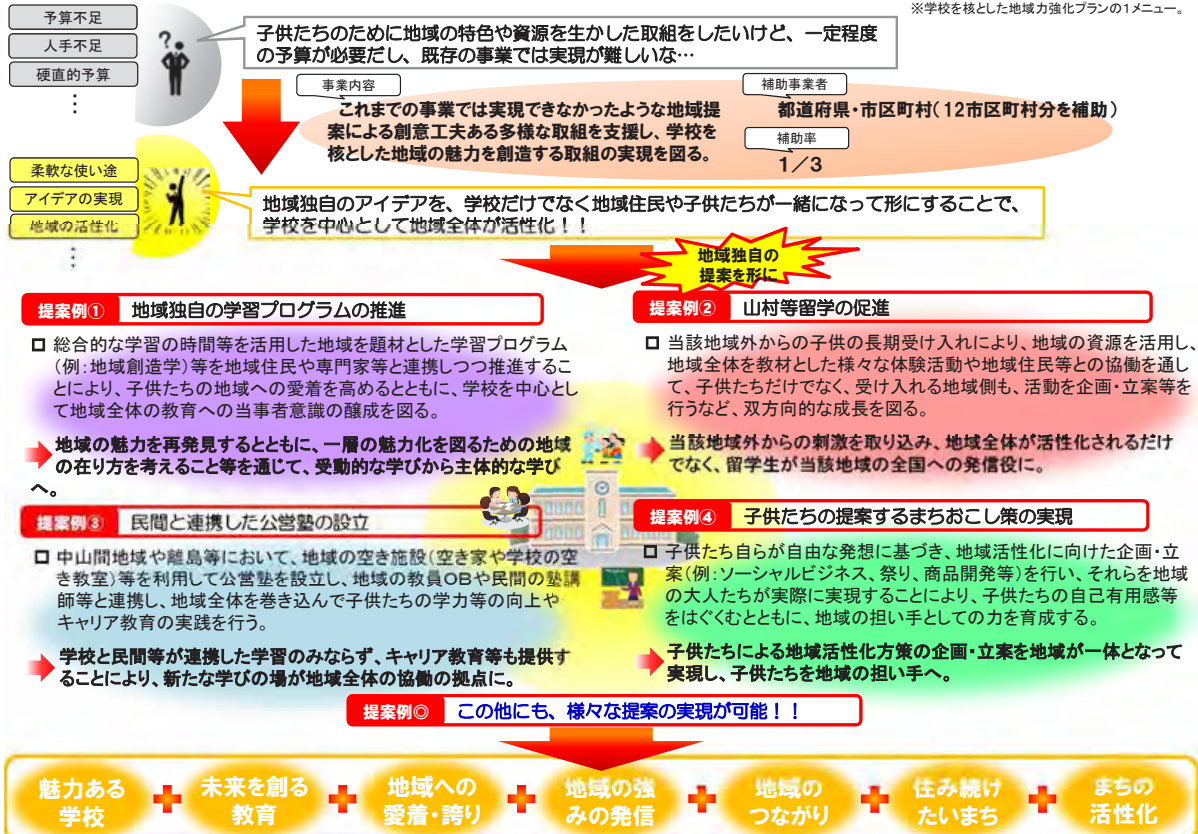 ※学校を核とした地域力強化プランの1メニュー。
予算不足
人手不足
硬直的予算
⋮
?
子供たちのために地域の特色や資源を生かした取組をしたいけど、一定程度
の予算が必要だし、既存の事業では実現が難しいな…
事業内容
これまでの事業では実現できなかったような地域提
案による創意工夫ある多様な取組を支援し、学校を
核とした地域の魅力を創造する取組の実現を図る。
補助事業者
都道府県・市区町村(12市区町村分を補助)
補助率
1/3
柔軟な使い途
アイデアの実現
地域の活性化
⋮
地域独自のアイデアを、学校だけでなく地域住民や子供たちが一緒になって形にすることで、
学校を中心として地域全体が活性化!!
地域独自の
提案を形に
提案例① 地域独自の学習プログラムの推進
□ 総合的な学習の時間等を活用した地域を題材とした学習プログラム
(例:地域創造学)等を地域住民や専門家等と連携しつつ推進するこ
とにより、子供たちの地域への愛着を高めるとともに、学校を中心とし
て地域全体の教育への当事者意識の醸成を図る。
地域の魅力を再発見するとともに、一層の魅力化を図るための地域
の在り方を考えること等を通じて、受動的な学びから主体的な学び
へ。
提案例② 山村等留学の促進
□ 当該地域外からの子供の長期受け入れにより、地域の資源を活用し、
地域全体を教材とした様々な体験活動や地域住民等との協働を通し
て、子供たちだけでなく、受け入れる地域側も、活動を企画・立案等を
行うなど、双方向的な成長を図る。
当該地域外からの刺激を取り込み、地域全体が活性化されるだけ
でなく、留学生が当該地域の全国への発信役に。
提案例③ 民間と連携した公営塾の設立
□ 中山間地域や離島等において、地域の空き施設(空き家や学校の空
き教室)等を利用して公営塾を設立し、地域の教員OBや民間の塾講
師等と連携し、地域全体を巻き込んで子供たちの学力等の向上や
キャリア教育の実践を行う。
学校と民間等が連携した学習のみならず、キャリア教育等も提供す
ることにより、新たな学びの場が地域全体の協働の拠点に。
提案例④ 子供たちの提案するまちおこし策の実現
□ 子供たち自らが自由な発想に基づき、地域活性化に向けた企画・立
案(例:ソーシャルビジネス、祭り、商品開発等)を行い、それらを地域
の大人たちが実際に実現することにより、子供たちの自己有用感等
をはぐくむとともに、地域の担い手としての力を育成する。
子供たちによる地域活性化方策の企画・立案を地域が一体となって
実現し、子供たちを地域の担い手へ。
提案例◎ この他にも、様々な提案の実現が可能!!
魅力ある
学校
未来を創る
教育
地域への
愛着・誇り
地域の強
みの発信
地域の
つながり
住み続け
たいまち
まちの
活性化